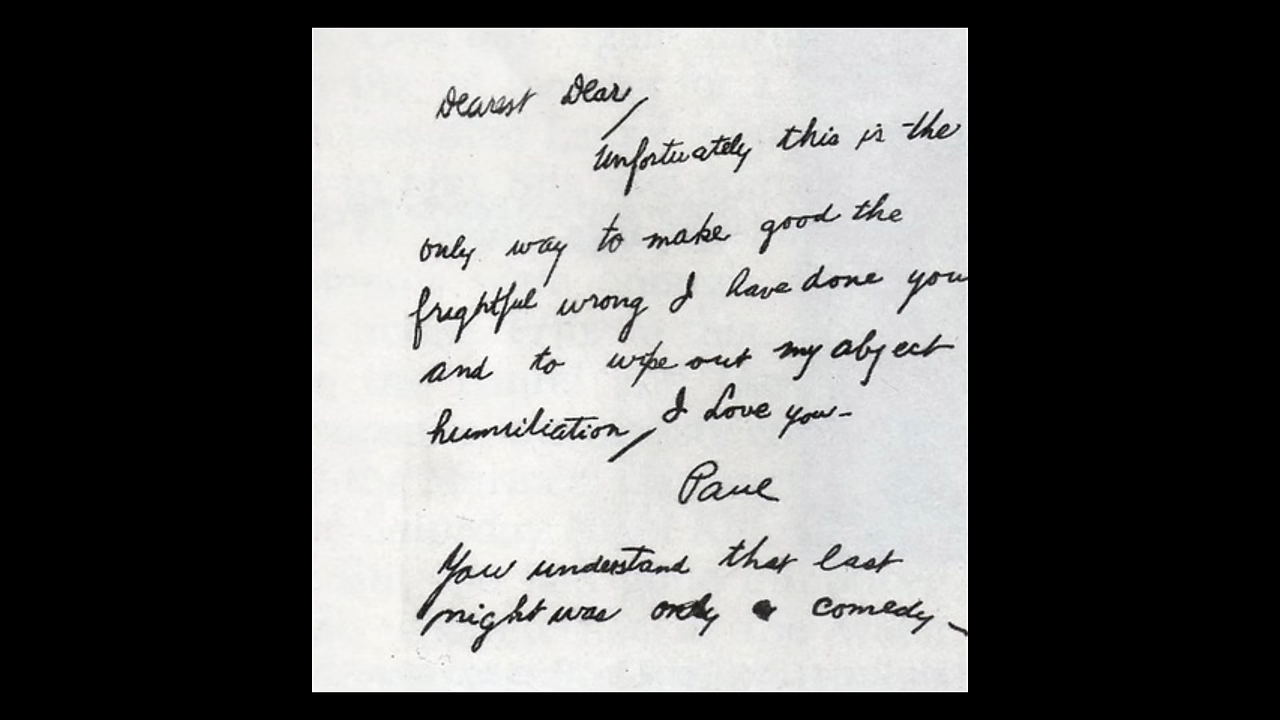 Dearest Dear,
Unfortuately this is the
only way to make good the
frightful wrong I have done you
and to wipe out my abject
humiliation, I Love you-
Paul
You understand that last
night was only a comedy-